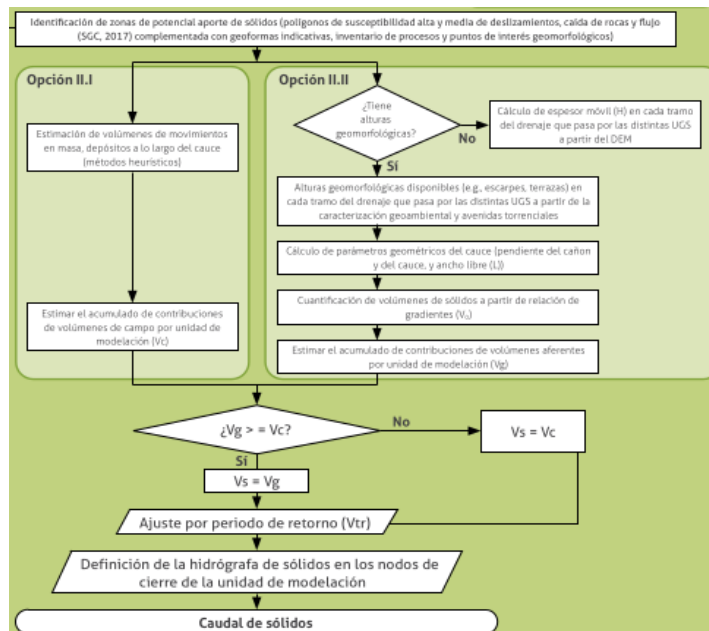 Identificación de zonas de potencial aporte de sólidos (polígonos de susceptibilidad alta y media de deslizamientos, caída de rocas y flujo
(SGC, 2017) complementada con geoformas indicativas, inventario de procesos y puntos de interés geomorfológicos)
Opción II.I
Estimación de volúmenes de movimientos
en masa, depósitos a lo largo del cauce
(métodos heurísticos)
Estimar el acumulado de contribuciones
de volúmenes de campo por unidad de
modelación (Vc)
Opción II.II
¿Tiene
alturas
geomorfológicas?
No
Cálculo de espesor móvil (H) en cada tramo
del drenaje que pasa por las distintas UGS
a partir del DEM
Sí
Alturas geomorfológicas disponibles (e.g., escarpes, terrazas) en
cada tramo del drenaje que pasa por las distintas UGS a partir de la
caracterización geoambiental y avenidas torrenciales
Cálculo de parámetros geométricos del cauce (pendiente del cañon
y del cauce, y ancho libre (L))
Cuantificación de volúmenes de sólidos a partir de relación de
gradientes (V₀)
Estimar el acumulado de contribuciones de volúmenes aferentes
por unidad de modelación (Vg)
¿Vg > = Vc?
No
Vs = Vc
Sí
Vs = Vg
Ajuste por periodo de retorno (Vtr)
Definición de la hidrógrafa de sólidos en los nodos de
cierre de la unidad de modelación
Caudal de sólidos